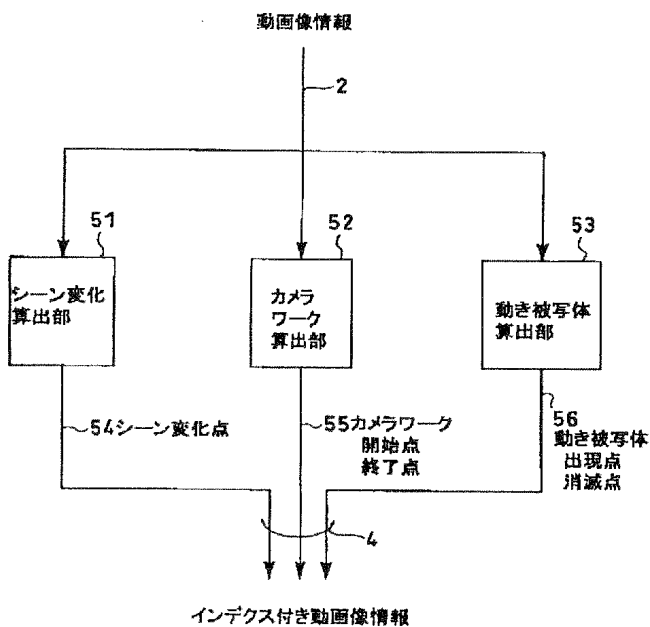 動画像情報
2
51
52
53
シーン変化
算出部
カメラ
ワーク
算出部
動き被写体
算出部
54シーン変化点
55カメラワーク
開始点
終了点
56
動き被写体
出現点
消滅点
4
インデクス付き動画像情報